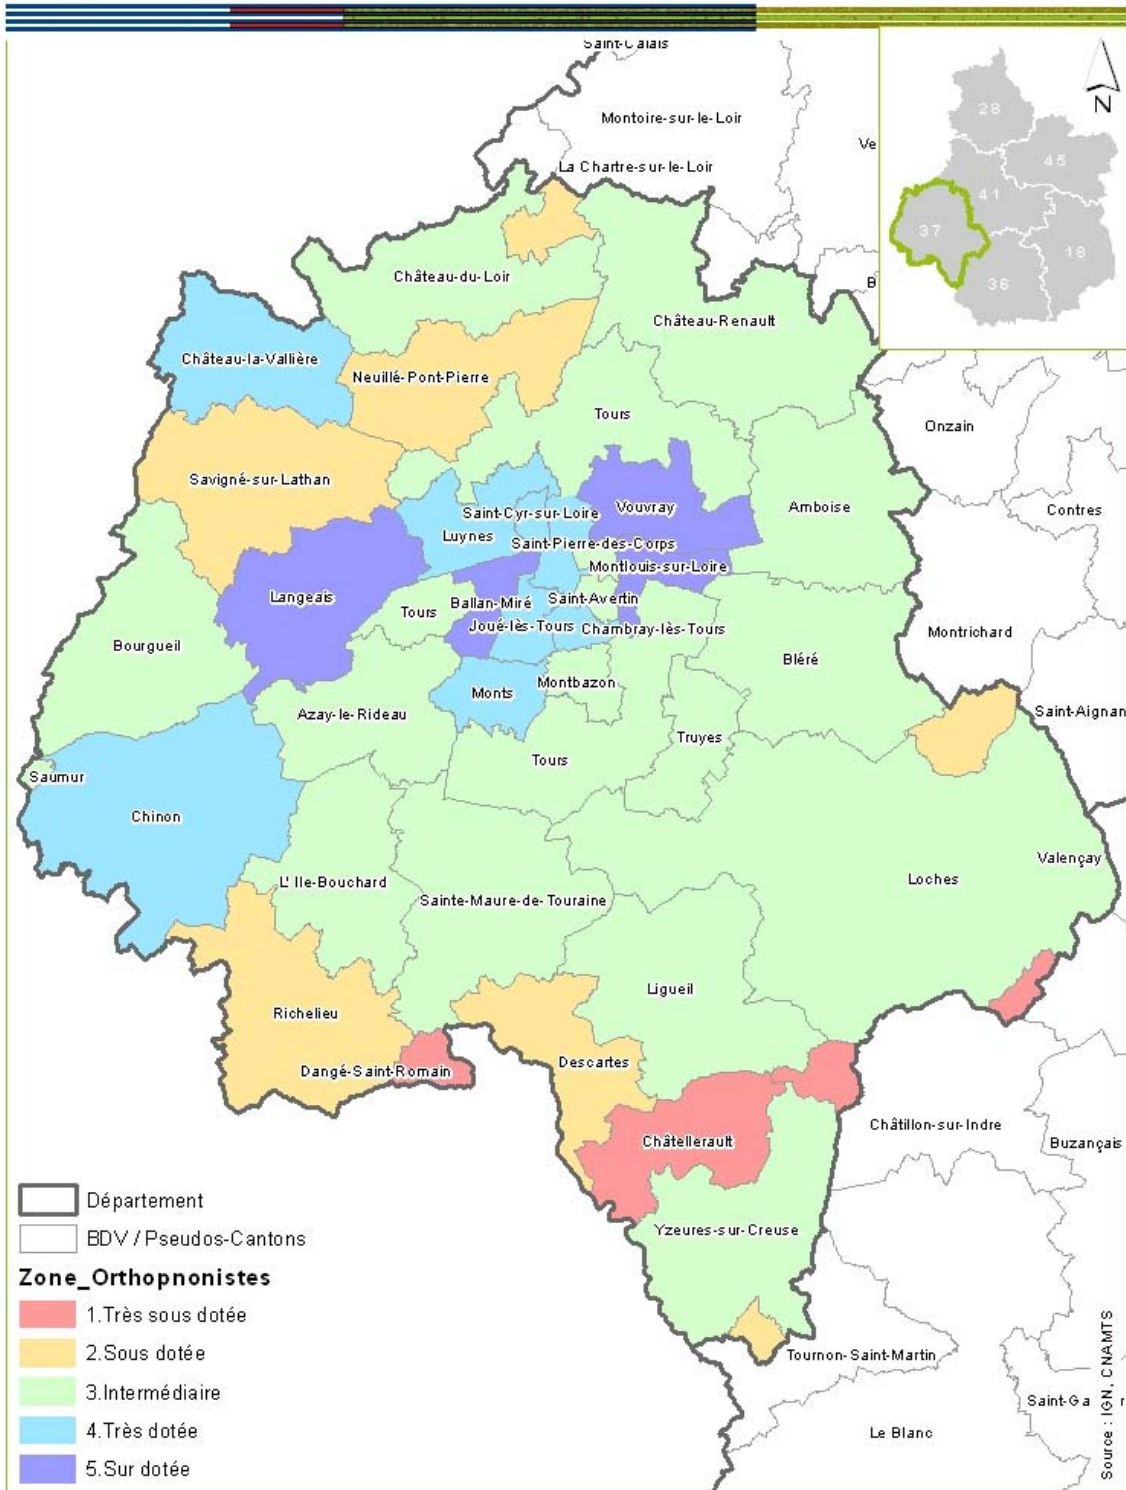 Saint-Calais
Montoire-sur-le-Loir
La Chartre-sur-le-Loir
Ve
B
N
28
45
41
37
18
36
Château-du-Loir
Château-Renault
Château-la-Vallière
Neuillé-Pont-Pierre
Tours
Onzain
Savigné-sur-Lathan
Contres
Amboise
Vouvray
Saint-Cyr-sur-Loire
Luynes
Saint-Pierre-des-Corps
Montlouis-sur-Loire
Langeais
Ballan-Miré
Saint-Avertin
Tours
Joué-lès-Tours
Chambray-lès-Tours
Montrichard
Bourgueil
Bléré
Montbazon
Monts
Azay-le-Rideau
Saint-Aignan
Truyes
Tours
Saumur
Chinon
Valençay
Loches
L' Ile-Bouchard
Sainte-Maure-de-Touraine
Ligueil
Richelieu
Descartes
Dangé-Saint-Romain
Châtellerault
Châtillon-sur-Indre
Buzançais
Yzeures-sur-Creuse
Tournon-Saint-Martin
Saint-Ga r
Le Blanc
Département
BDV / Pseudos-Cantons
Zone_Orthopnonistes
1.Très sous dotée
2.Sous dotée
3.Intermédiaire
4.Très dotée
5.Sur dotée
Source : IGN, CNAMTS